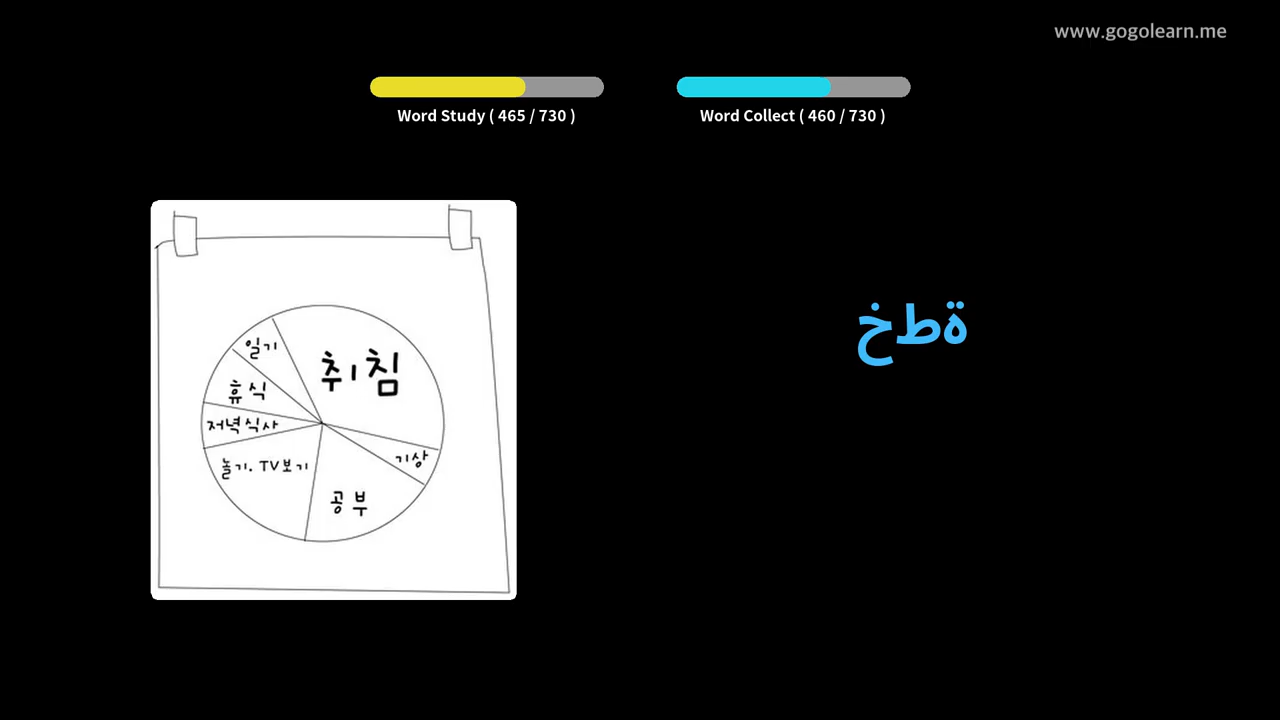 www.gogolearn.me
Word Study ( 465 / 730 )
Word Collect ( 460 / 730 )
خطة
일기
취침
휴식
저녁식사
놀기. TV보기
기상
공부